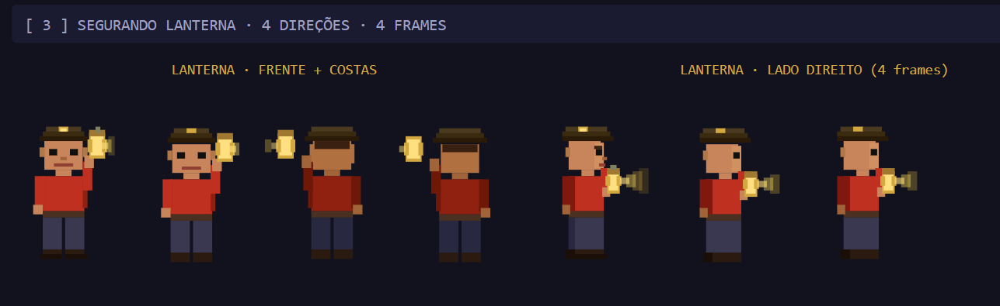 [ 3 ] SEGURANDO LANTERNA · 4 DIREÇÕES · 4 FRAMES
LANTERNA · FRENTE + COSTAS
LANTERNA · LADO DIREITO (4 frames)